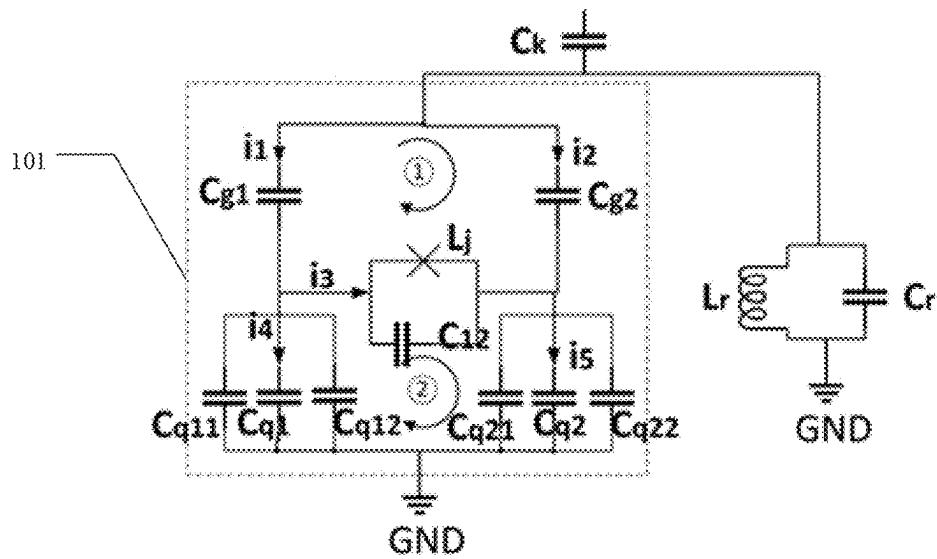 Ck
101
i1
i2
①
Cg1
Cg2
Lj
i3
Lr
Cr
C12
i4
i5
②
Cq11
Cq1
Cq12
Cq21
Cq2
Cq22
GND
GND